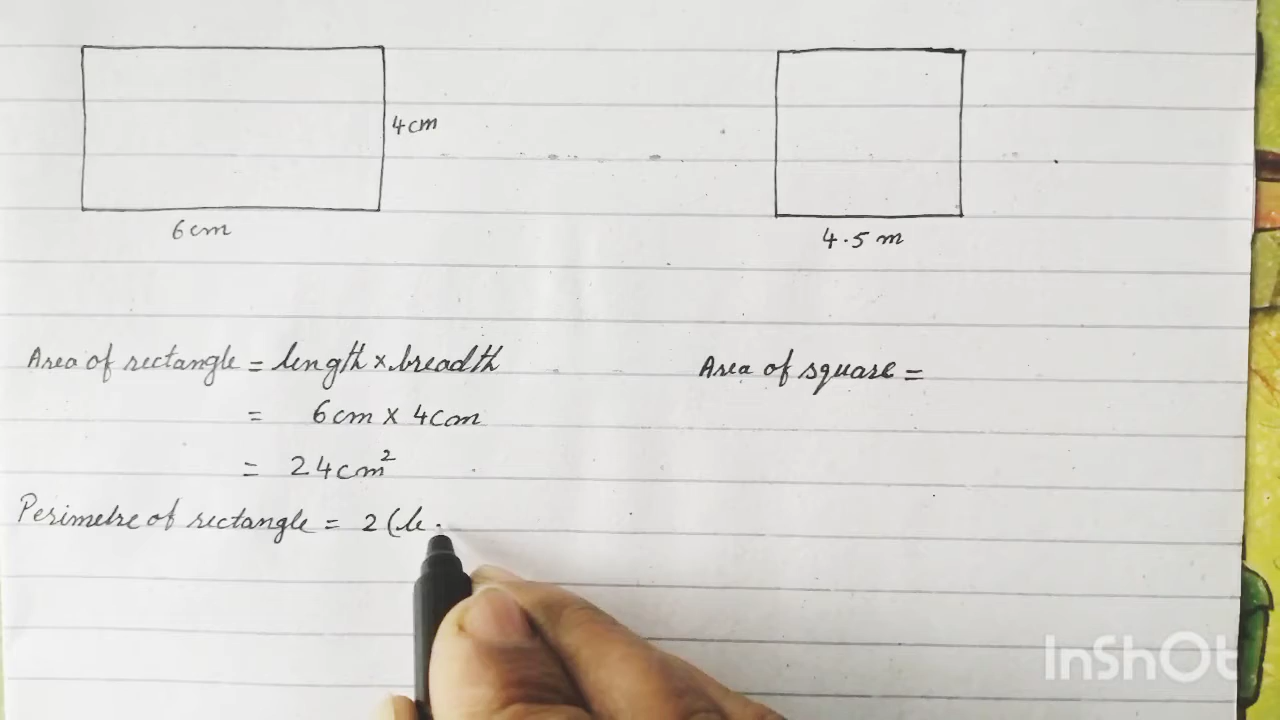 4cm
6cm
4.5 m
Area of rectangle = length × breadth
= 6cm × 4cm
= 24cm²
Perimetre of rectangle = 2 (le
Area of square =
InShOt